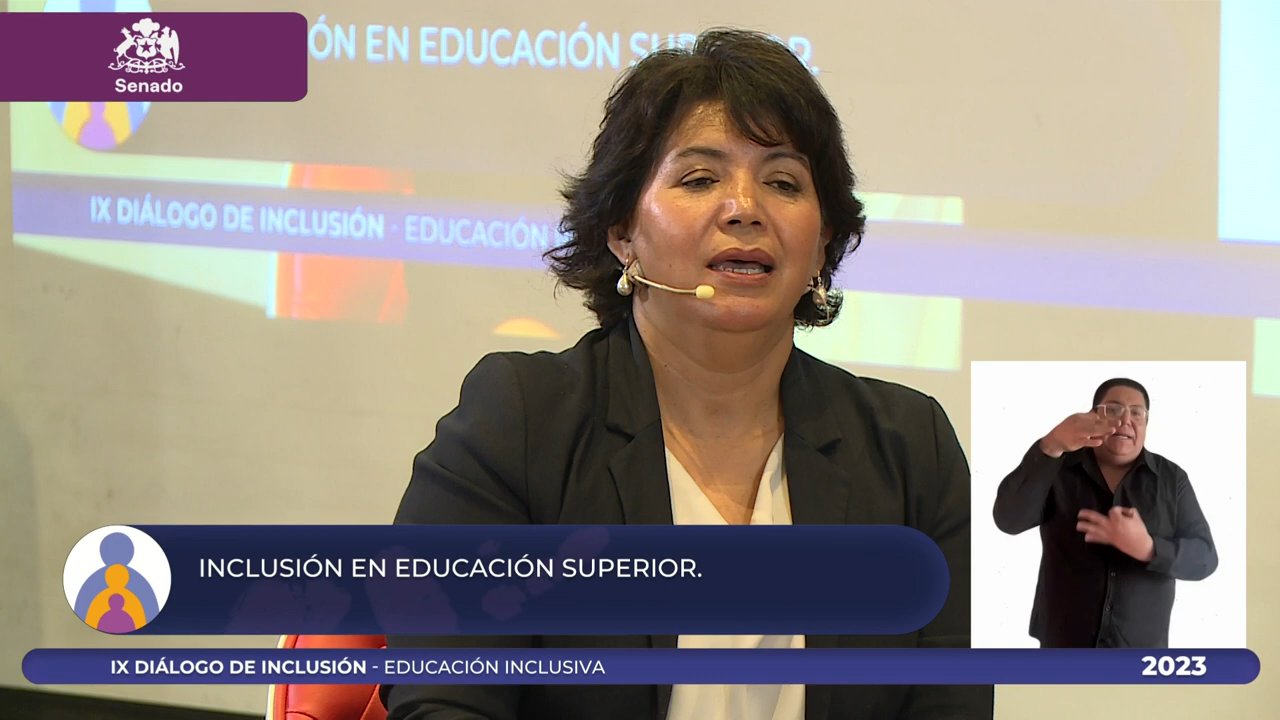 Senado
ÓN EN EDUCACIÓN SUPERIOR.
IX DIÁLOGO DE INCLUSIÓN - EDUCACIÓN
INCLUSIÓN EN EDUCACIÓN SUPERIOR.
IX DIÁLOGO DE INCLUSIÓN - EDUCACIÓN INCLUSIVA
2023